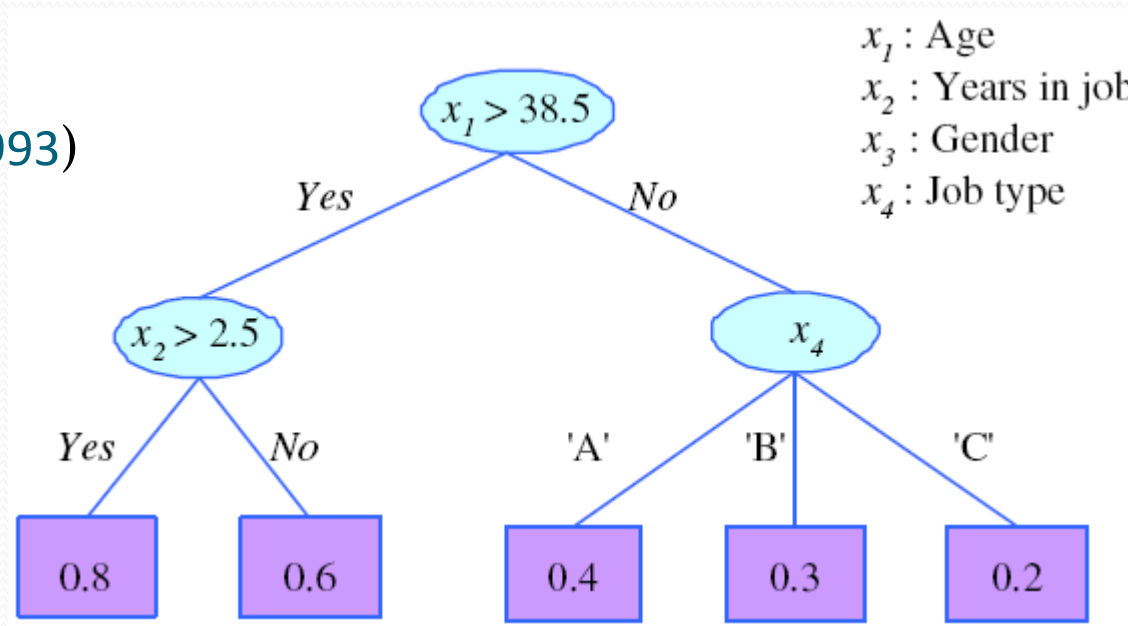 x1 : Age
x2 : Years in job
x3 : Gender
x4 : Job type
993)
x1 > 38.5
Yes
No
x2 > 2.5
x4
Yes
No
'A'
'B'
'C'
0.8
0.6
0.4
0.3
0.2